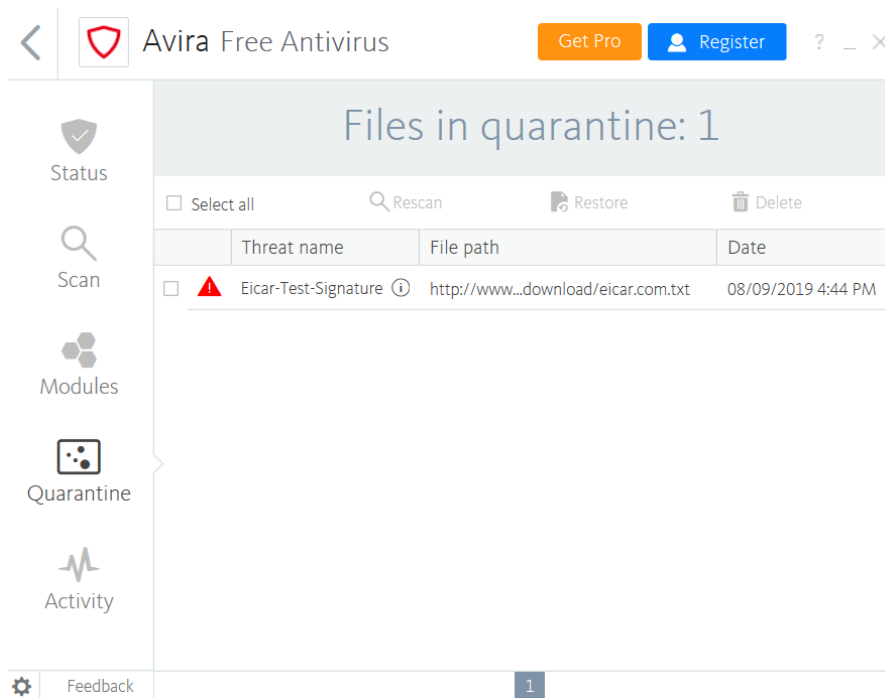 Avira Free Antivirus
Get Pro
Register
?
Files in quarantine: 1
Status
Select all
Rescan
Restore
Delete
Threat name
File path
Date
Scan
Eicar-Test-Signature
http://www...download/eicar.com.txt
08/09/2019 4:44 PM
Modules
Quarantine
Activity
Feedback
1